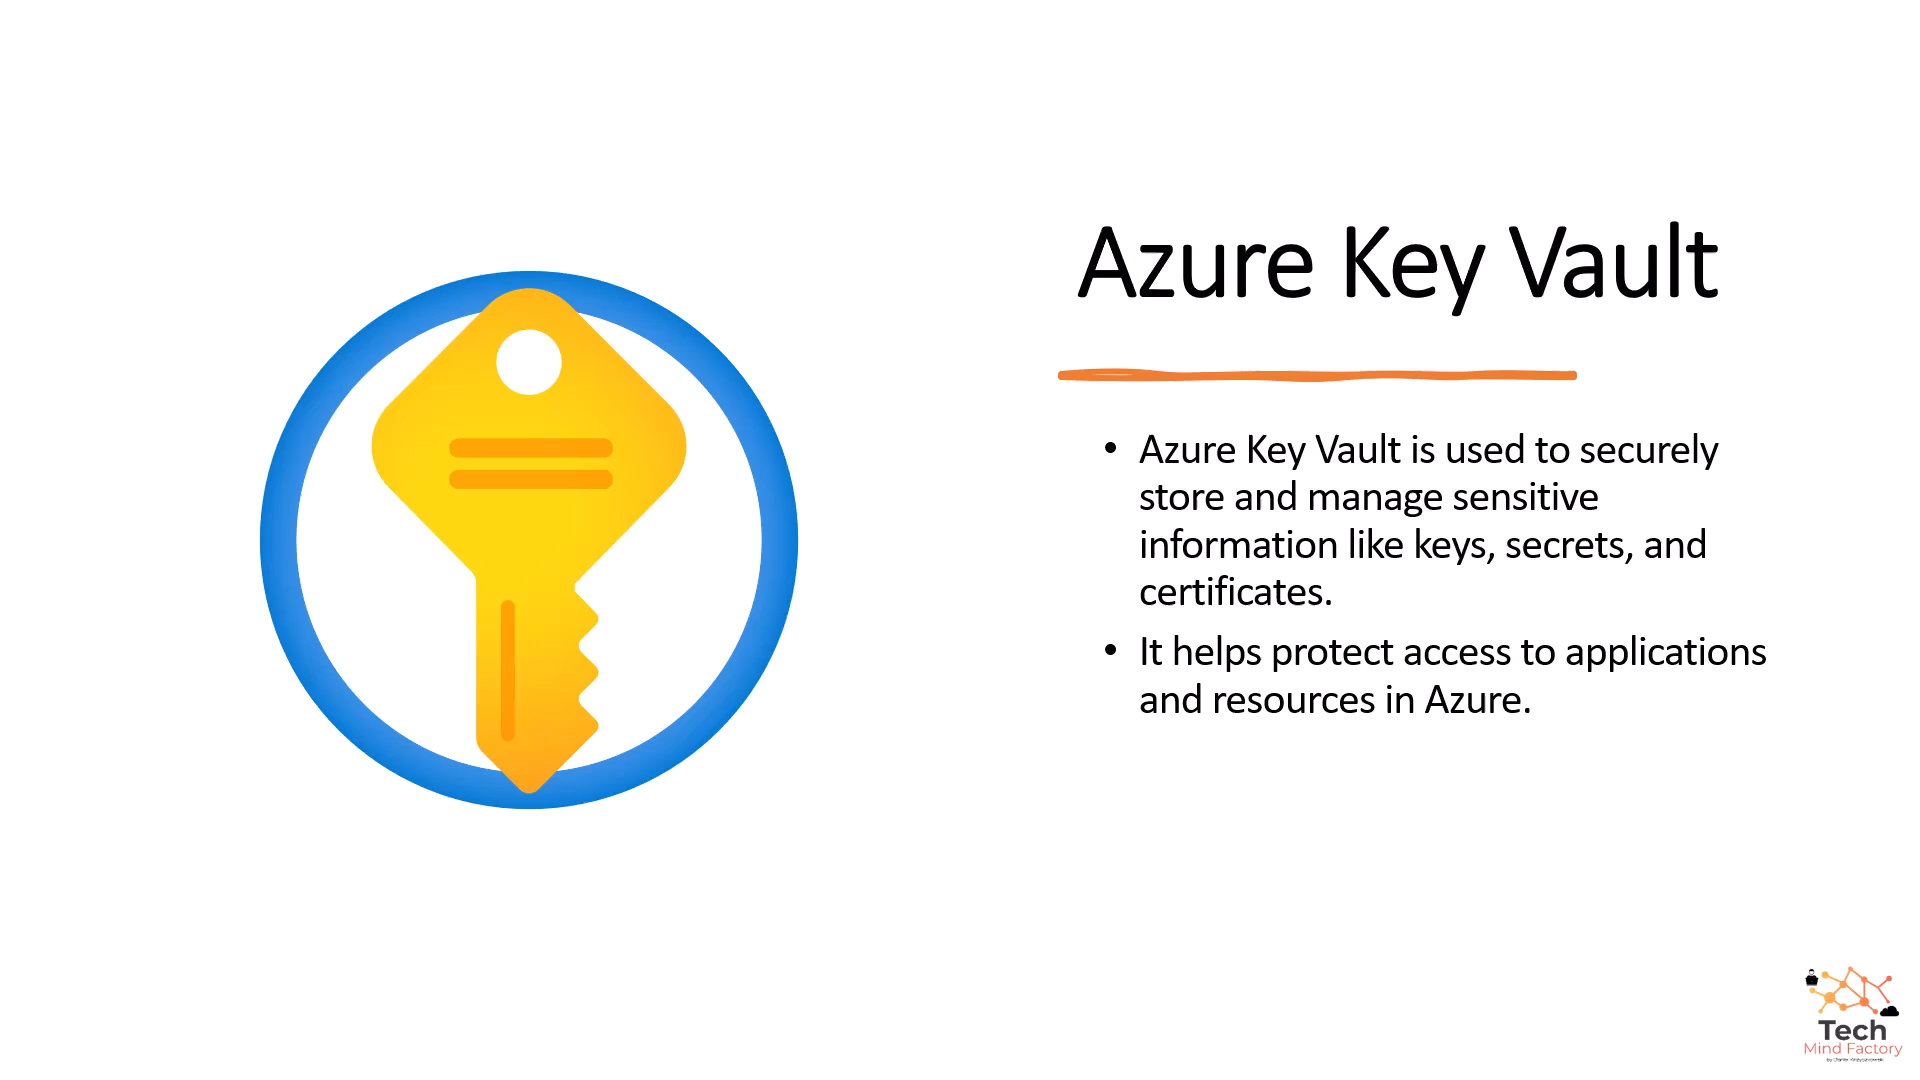 Azure Key Vault
• Azure Key Vault is used to securely
store and manage sensitive
information like keys, secrets, and
certificates.
• It helps protect access to applications
and resources in Azure.
Tech
Mind Factory